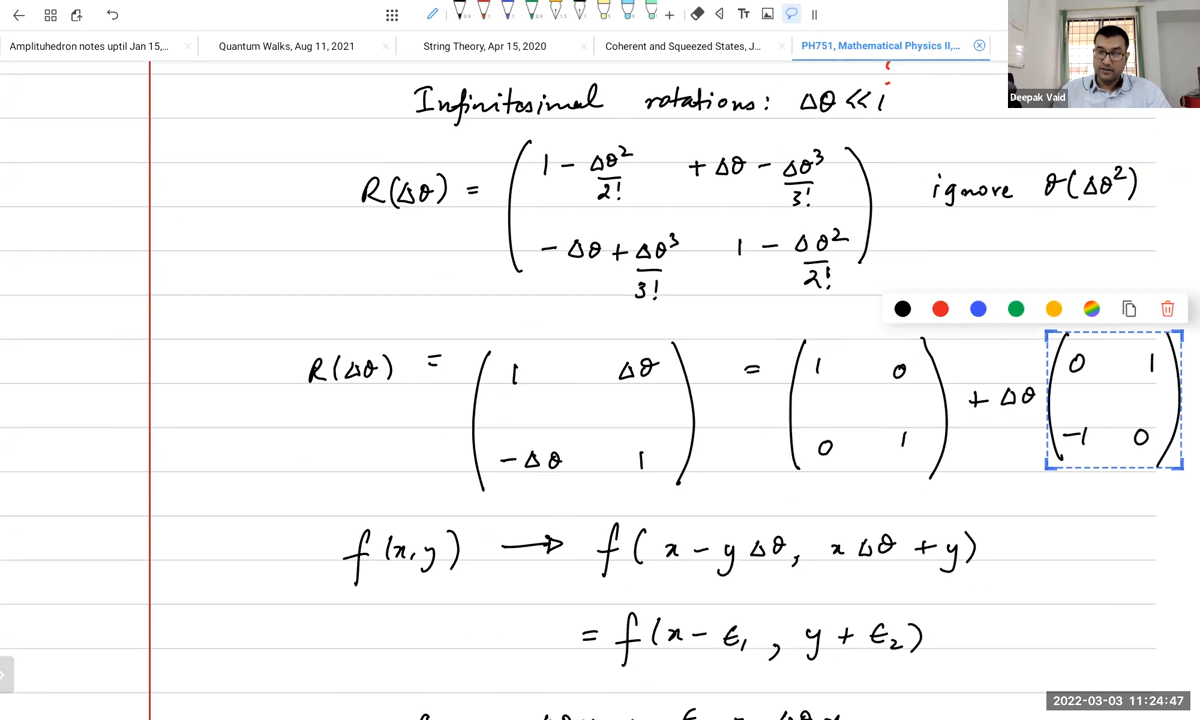 Amplituhedron notes uptil Jan 15,... Quantum Walks, Aug 11, 2021 String Theory, Apr 15, 2020 Coherent and Squeezed States, J... PH751, Mathematical Physics II,...
Deepak Vaid
Infinitesimal rotations: Δθ << 1
R(Δθ) = ( 1 - Δθ²/2! + Δθ - Δθ³/3! ignore O(Δθ²)
- Δθ + Δθ³/3! 1 - Δθ²/2! )
R(Δθ) = ( 1 Δθ = ( 1 0 + Δθ ( 0 1
- Δθ 1 ) 0 1 ) -1 0 )
f(x,y) → f( x - y Δθ, x Δθ + y)
= f(x - ϵ₁, y + ϵ₂)
2022-03-03 11:24:47